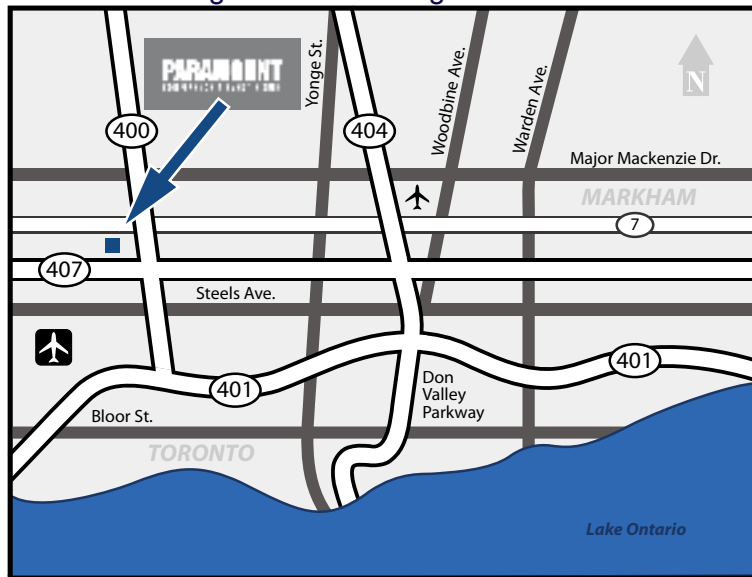 PARAMOUNT
Yonge St.
Woodbine Ave.
Warden Ave.
N
400
404
Major Mackenzie Dr.
MARKHAM
7
407
Steels Ave.
401
401
Don
Valley
Parkway
Bloor St.
TORONTO
Lake Ontario